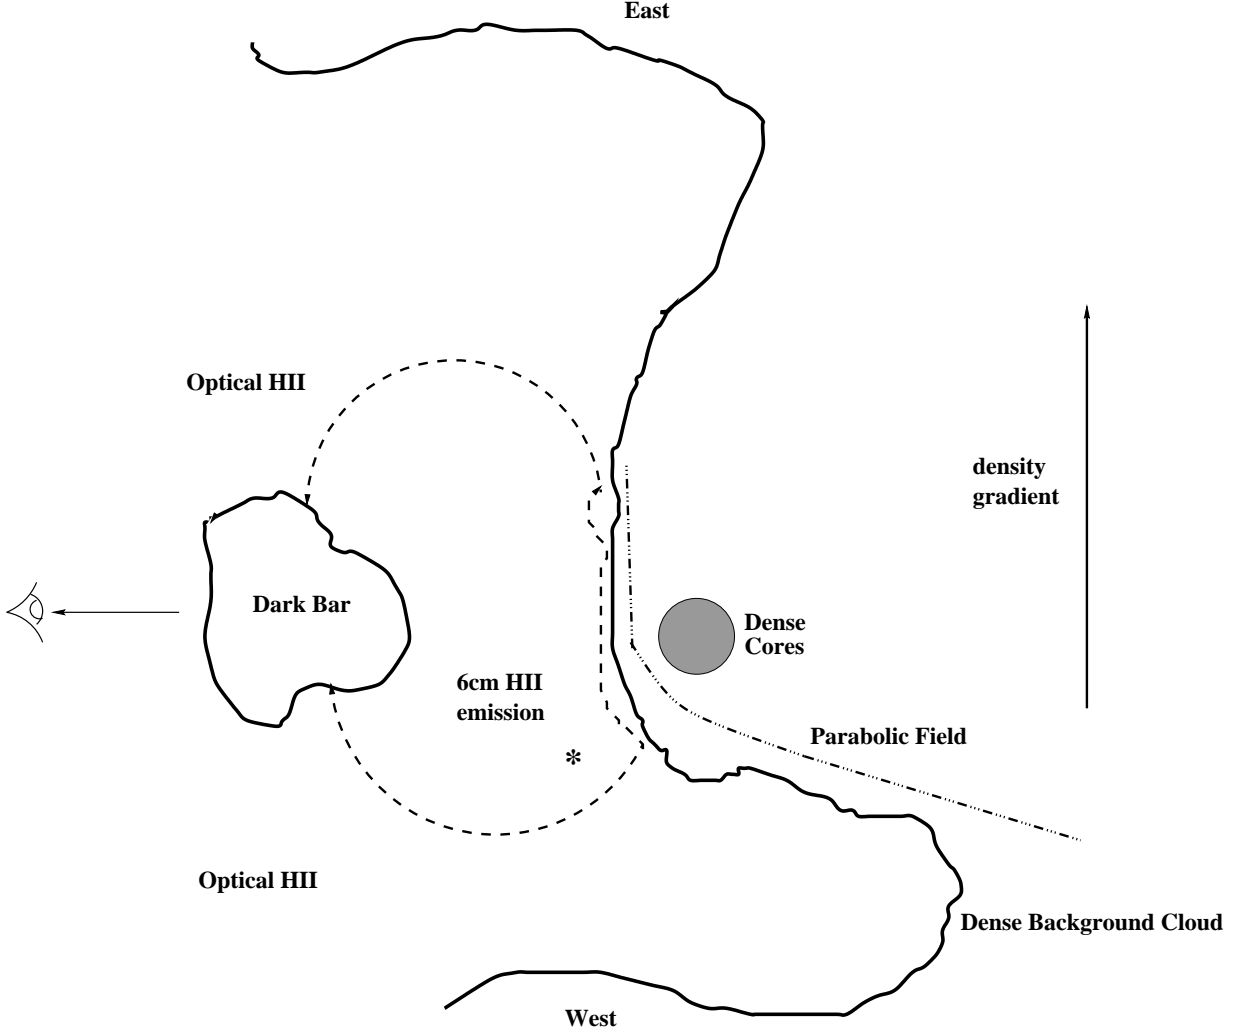 East
Optical HII
density
gradient
Dark Bar
Dense
Cores
6cm HII
emission
*
Parabolic Field
Optical HII
Dense Background Cloud
West